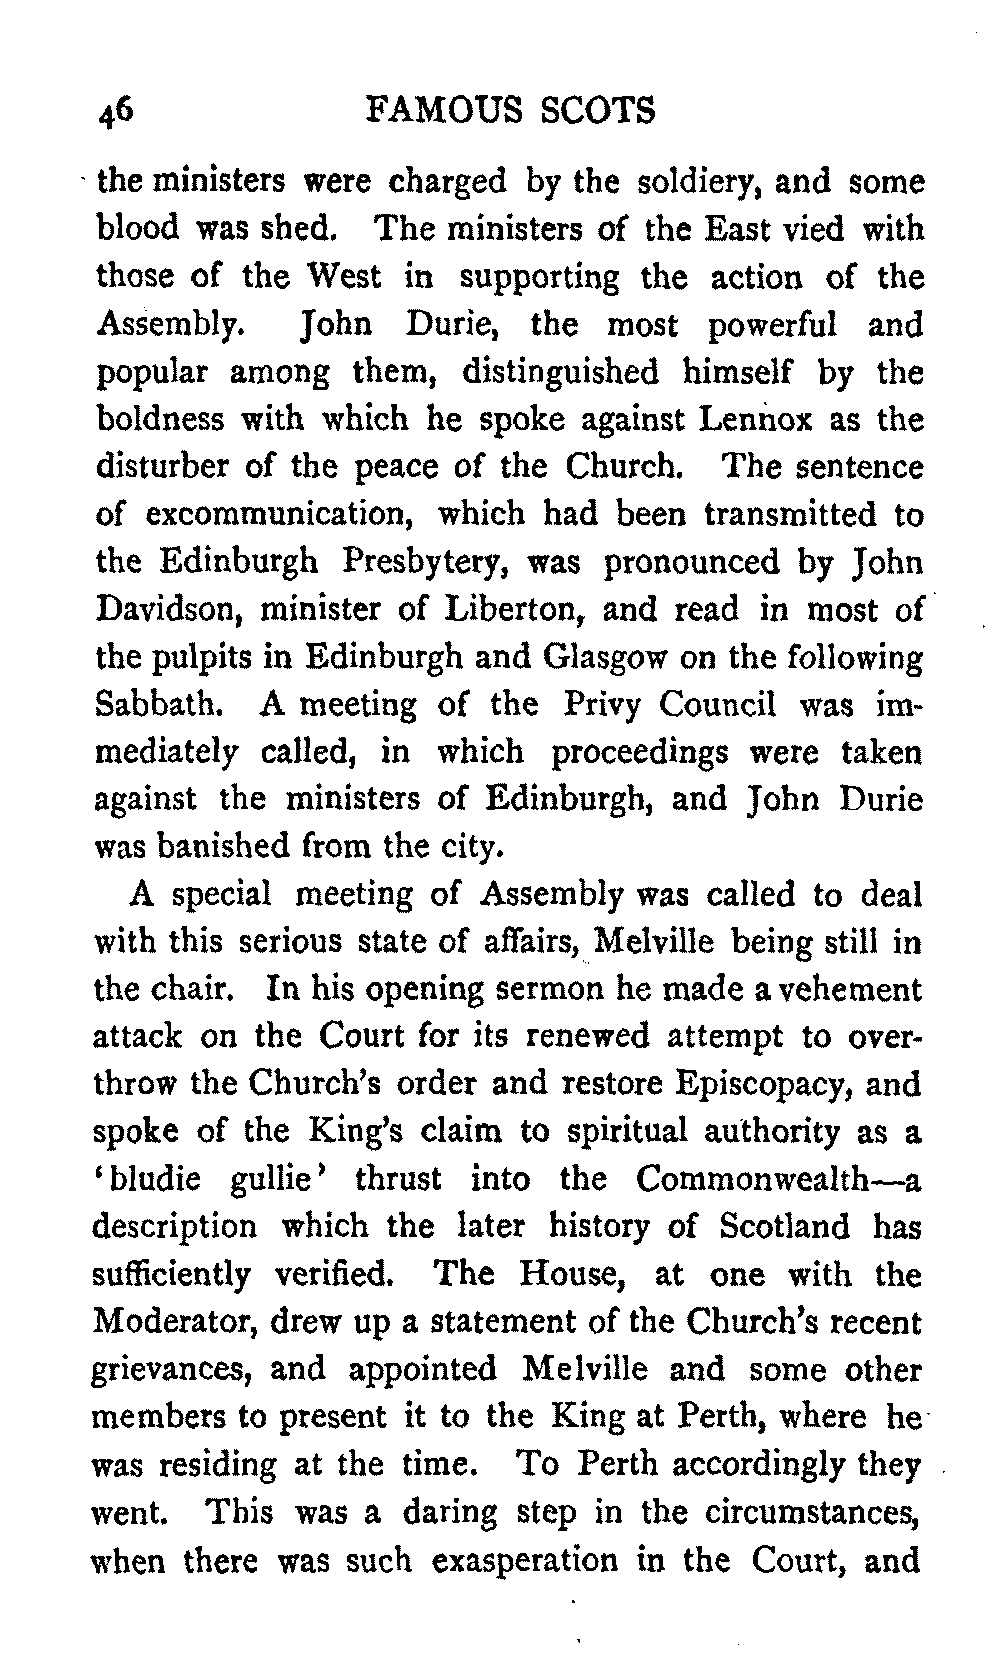 46 FAMOUS SCOTS
the ministers were charged by the soldiery, and some
blood was shed. The ministers of the East vied with
those of the West in supporting the action of the
Assembly. John Durie, the most powerful and
popular among them, distinguished himself by the
boldness with which he spoke against Lennox as the
disturber of the peace of the Church. The sentence
of excommunication, which had been transmitted to
the Edinburgh Presbytery, was pronounced by John
Davidson, minister of Liberton, and read in most of
the pulpits in Edinburgh and Glasgow on the following
Sabbath. A meeting of the Privy Council was im-
mediately called, in which proceedings were taken
against the ministers of Edinburgh, and John Durie
was banished from the city.
A special meeting of Assembly was called to deal
with this serious state of affairs, Melville being still in
the chair. In his opening sermon he made a vehement
attack on the Court for its renewed attempt to over-
throw the Church's order and restore Episcopacy, and
spoke of the King's claim to spiritual authority as a
‘bludie gullie’ thrust into the Commonwealth—a
description which the later history of Scotland has
sufficiently verified. The House, at one with the
Moderator, drew up a statement of the Church's recent
grievances, and appointed Melville and some other
members to present it to the King at Perth, where he
was residing at the time. To Perth accordingly they
went. This was a daring step in the circumstances,
when there was such exasperation in the Court, and